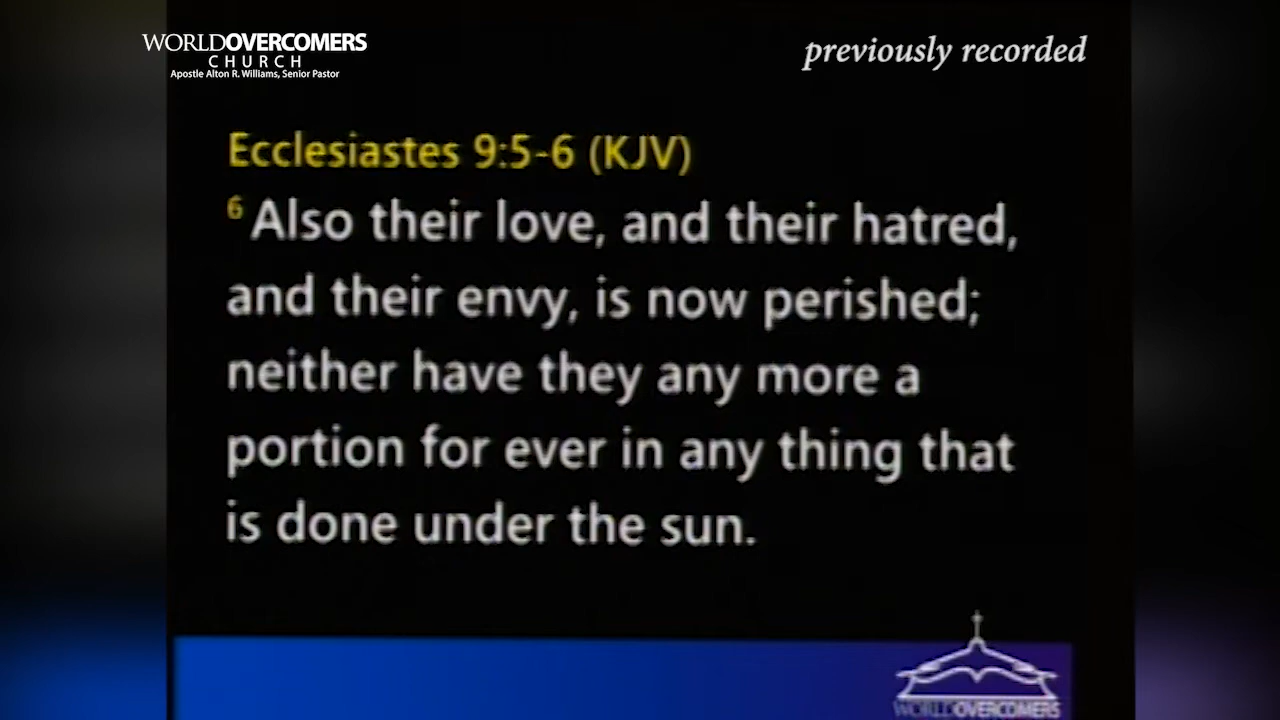 WORLDOVERCOMERS
CHURCH
Apostle Alton R. Williams, Senior Pastor
previously recorded
Ecclesiastes 9:5-6 (KJV)
6 Also their love, and their hatred,
and their envy, is now perished;
neither have they any more a
portion for ever in any thing that
is done under the sun.
WORLDOVERCOMERS